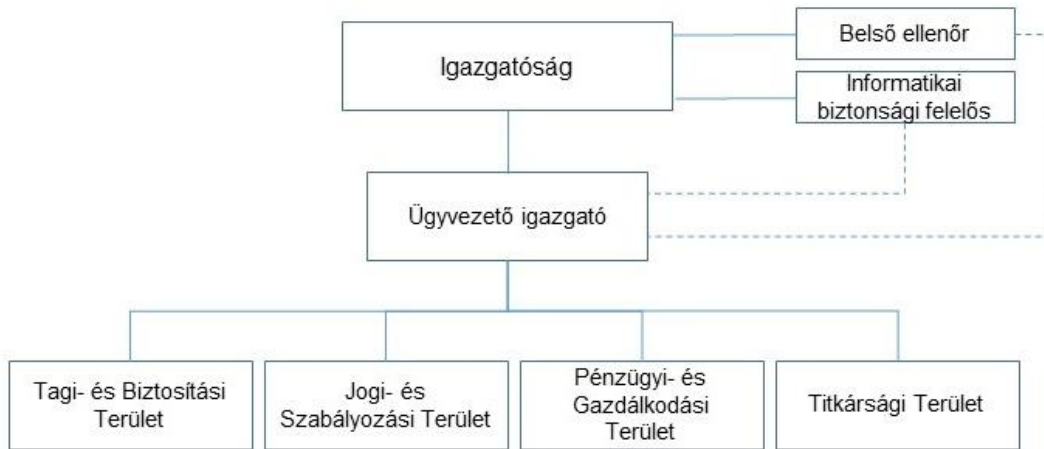 Igazgatóság
Belső ellenőr
Informatikai
biztonsági felelős
Ügyvezető igazgató
Tagi- és Biztosítási
Terület
Jogi- és
Szabályozási Terület
Pénzügyi- és
Gazdálkodási
Terület
Titkársági Terület